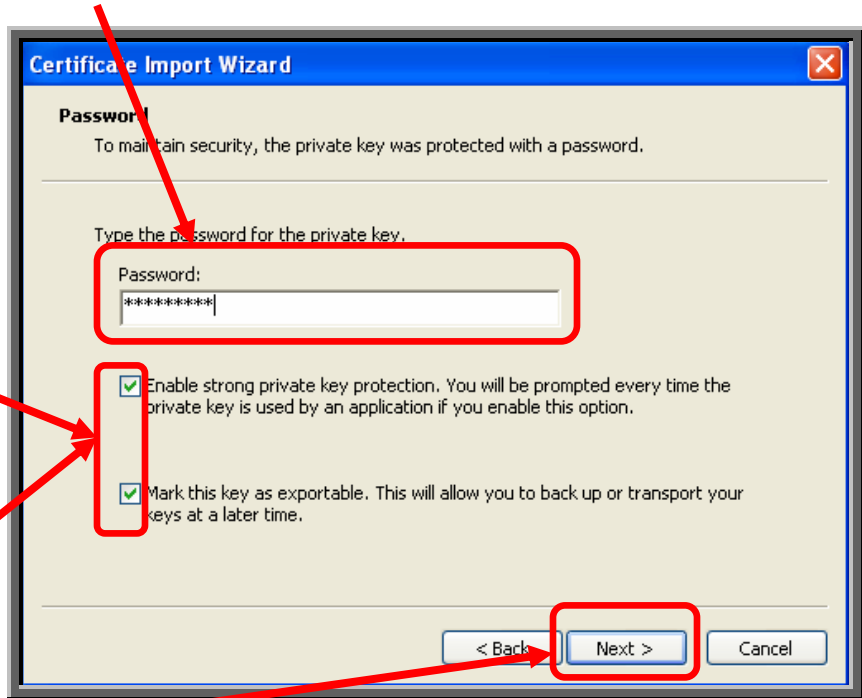 Certificate Import Wizard
Password
To maintain security, the private key was protected with a password.
Type the password for the private key.
Password:
*********
Enable strong private key protection. You will be prompted every time the
private key is used by an application if you enable this option.
Mark this key as exportable. This will allow you to back up or transport your
keys at a later time.
< Back Next > Cancel